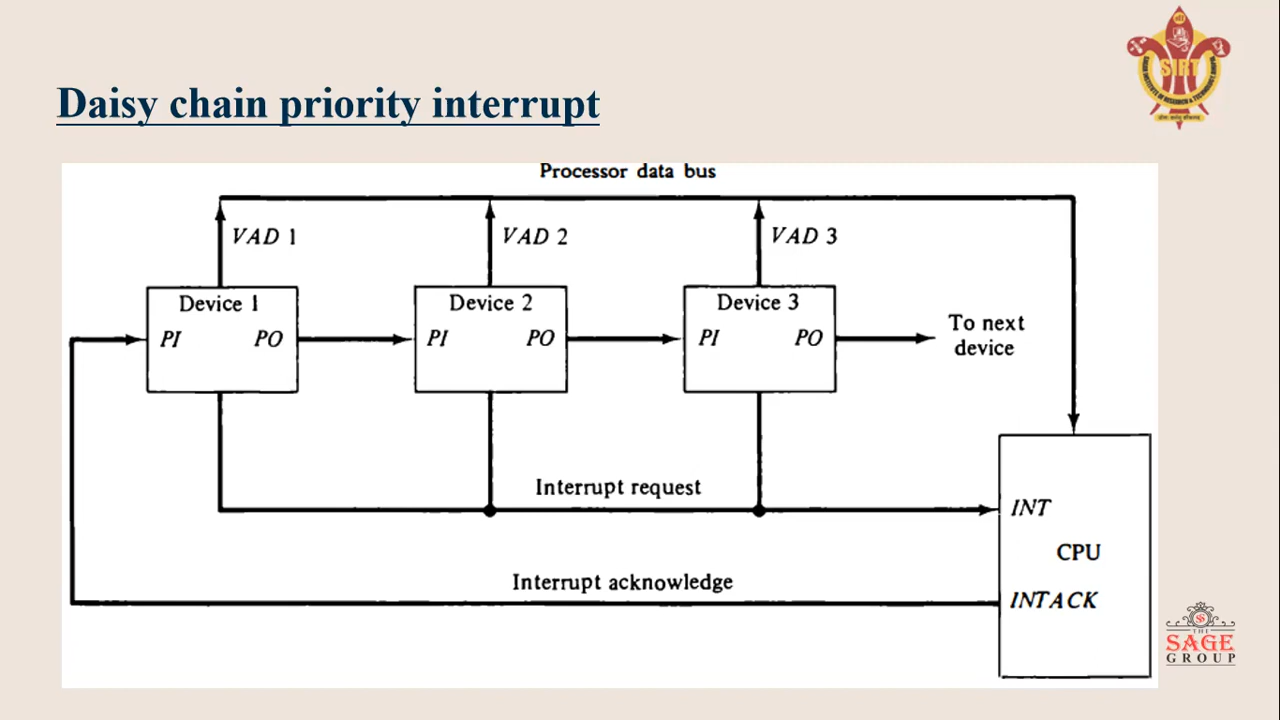 Daisy chain priority interrupt
SIRT
Processor data bus
VAD 1
VAD 2
VAD 3
Device 1
Device 2
Device 3
PI
PO
PI
PO
PI
PO
To next
device
Interrupt request
INT
CPU
Interrupt acknowledge
INTACK
THE
SAGE
GROUP